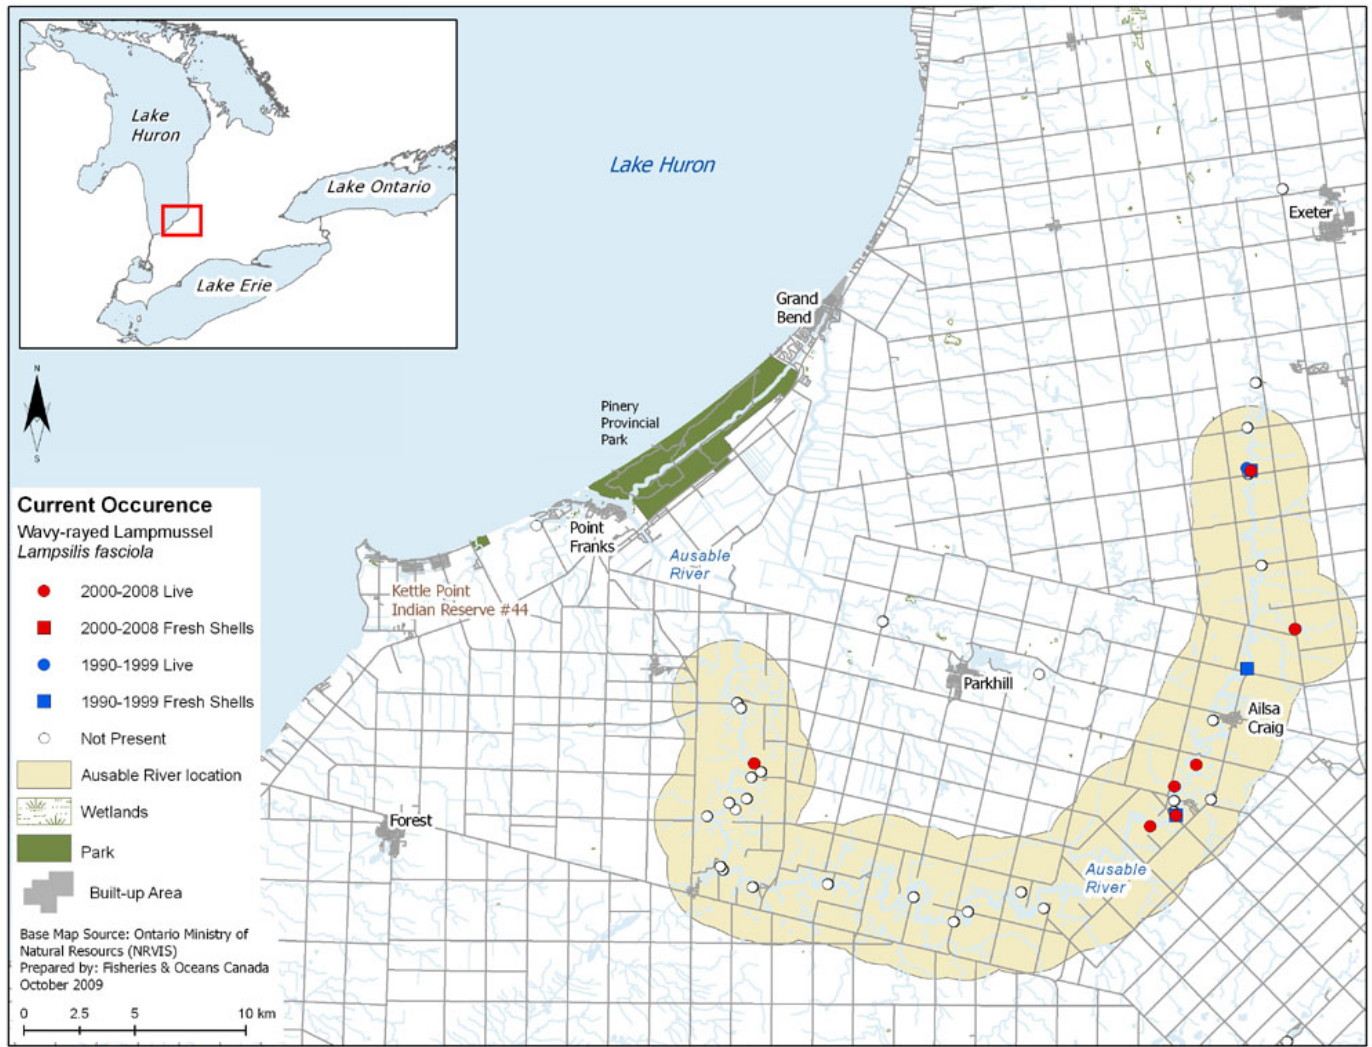 Lake
Huron
Lake Ontario
Lake Erie
Lake Huron
Exeter
Grand
Bend
Pinery
Provincial
Park
Point
Franks
Ausable
River
Kettle Point
Indian Reserve #44
Parkhill
Ailsa
Craig
Forest
Ausable
River
N
S
Current Occurence
Wavy-rayed Lampmussel
Lampsilis fasciola
2000-2008 Live
2000-2008 Fresh Shells
1990-1999 Live
1990-1999 Fresh Shells
Not Present
Ausable River location
Wetlands
Park
Built-up Area
Base Map Source: Ontario Ministry of
Natural Resourcs (NRVIS)
Prepared by: Fisheries & Oceans Canada
October 2009
0 2.5 5 10 km